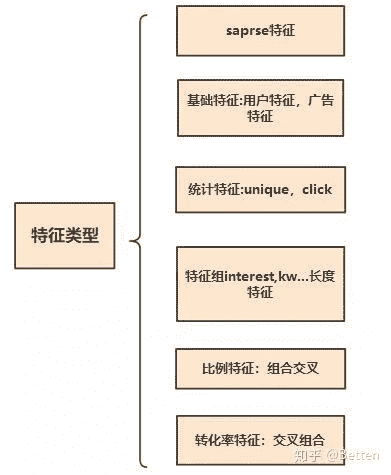 saprse特征
基础特征:用户特征，广告
特征
统计特征:unique，click
特征类型
特征组interest,kw...长度
特征
比例特征：组合交叉
转化率特征：交叉组合
知乎 @Betten